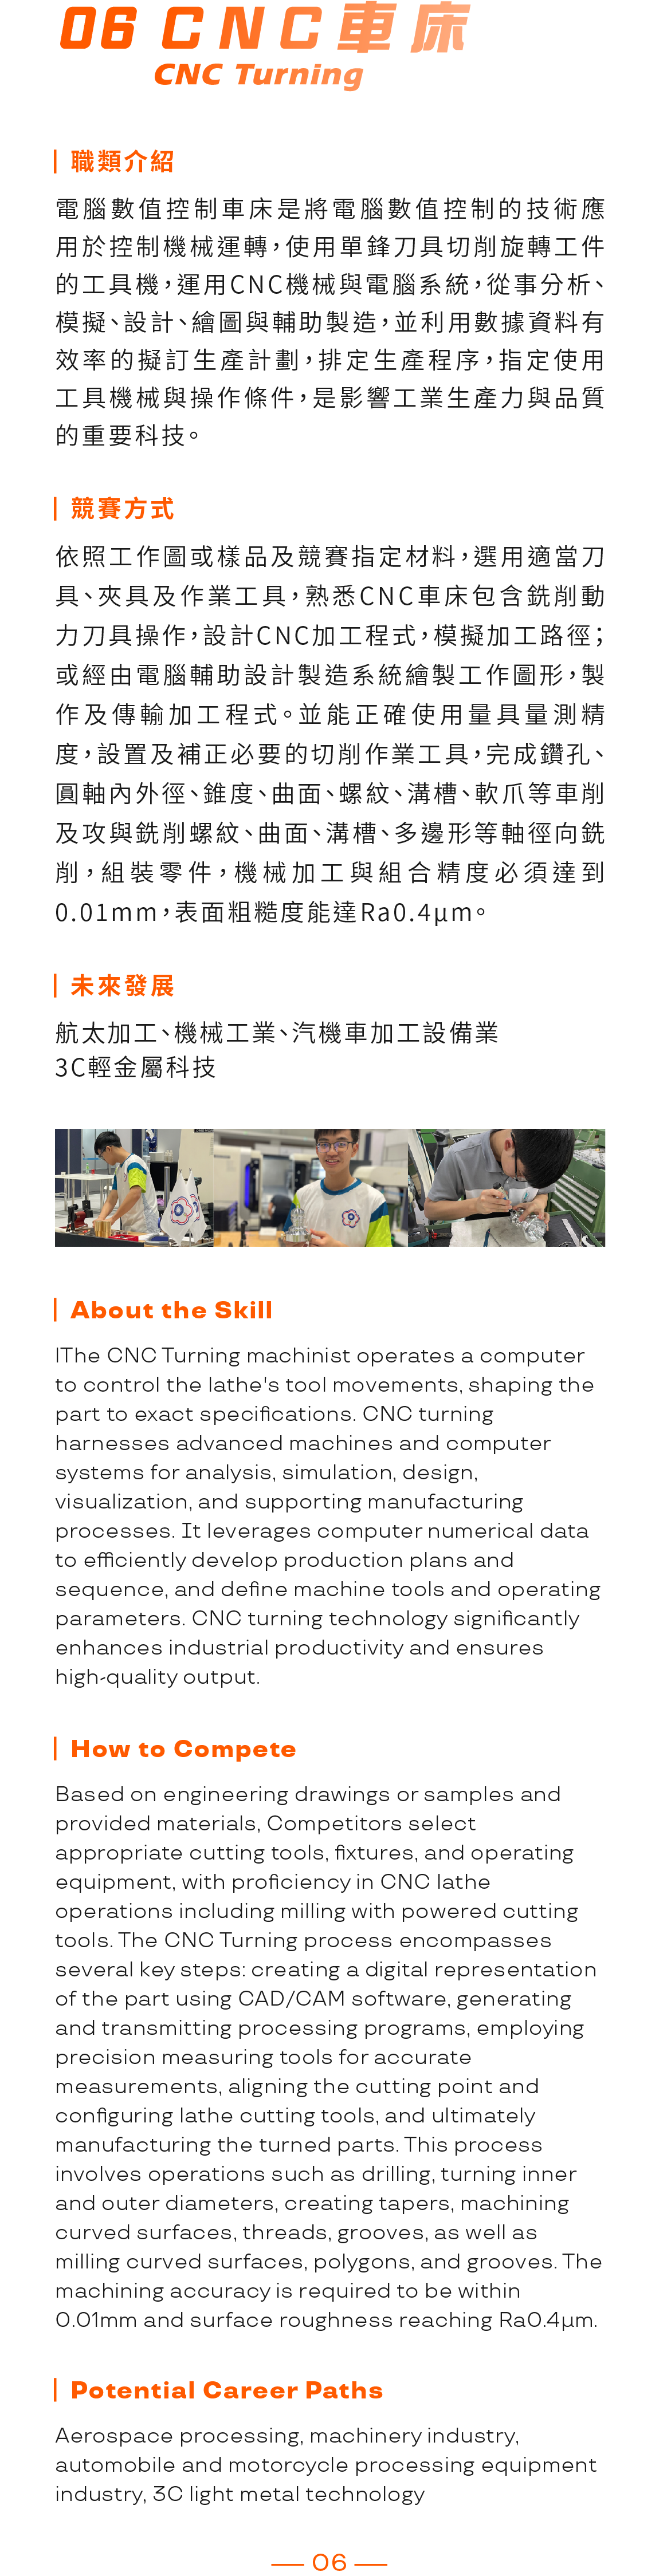 06 CNC車床
CNC Turning
職類介紹
電腦數值控制車床是將電腦數值控制的技術應
用於控制機械運轉，使用單鋒刀具切削旋轉工件
的工具機，運用CNC機械與電腦系統，從事分析、
模擬、設計、繪圖與輔助製造，並利用數據資料有
效率的擬訂生產計劃，排定生產程序，指定使用
工具機械與操作條件，是影響工業生產力與品質
的重要科技。
競賽方式
依照工作圖或樣品及競賽指定材料，選用適當刀
具、夾具及作業工具，熟悉CNC車床包含銑削動
力刀具操作，設計CNC加工程式，模擬加工路徑；
或經由電腦輔助設計製造系統繪製工作圖形，製
作及傳輸加工程式。並能正確使用量具量測精
度，設置及補正必要的切削作業工具，完成鑽孔、
圓軸內外徑、錐度、曲面、螺紋、溝槽、軟爪等車削
及攻與銑削螺紋、曲面、溝槽、多邊形等軸徑向銑
削，組裝零件，機械加工與組合精度必須達到
0.01mm，表面粗糙度能達Ra0.4µm。
未來發展
航太加工、機械工業、汽機車加工設備業
3C輕金屬科技
About the Skill
IThe CNC Turning machinist operates a computer
to control the lathe's tool movements, shaping the
part to exact specifications. CNC turning
harnesses advanced machines and computer
systems for analysis, simulation, design,
visualization, and supporting manufacturing
processes. It leverages computer numerical data
to efficiently develop production plans and
sequence, and define machine tools and operating
parameters. CNC turning technology significantly
enhances industrial productivity and ensures
high-quality output.
How to Compete
Based on engineering drawings or samples and
provided materials, Competitors select
appropriate cutting tools, fixtures, and operating
equipment, with proficiency in CNC lathe
operations including milling with powered cutting
tools. The CNC Turning process encompasses
several key steps: creating a digital representation
of the part using CAD/CAM software, generating
and transmitting processing programs, employing
precision measuring tools for accurate
measurements, aligning the cutting point and
configuring lathe cutting tools, and ultimately
manufacturing the turned parts. This process
involves operations such as drilling, turning inner
and outer diameters, creating tapers, machining
curved surfaces, threads, grooves, as well as
milling curved surfaces, polygons, and grooves. The
machining accuracy is required to be within
0.01mm and surface roughness reaching Ra0.4µm.
Potential Career Paths
Aerospace processing, machinery industry,
automobile and motorcycle processing equipment
industry, 3C light metal technology
06